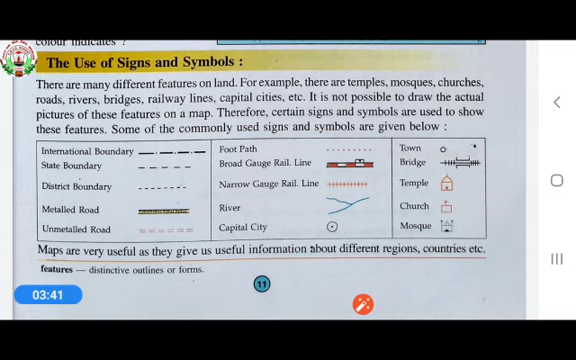 colour indicates ?
The Use of Signs and Symbols :
There are many different features on land. For example, there are temples, mosques, churches,
roads, rivers, bridges, railway lines, capital cities, etc. It is not possible to draw the actual
pictures of these features on a map. Therefore, certain signs and symbols are used to show
these features. Some of the commonly used signs and symbols are given below :
International Boundary
State Boundary
District Boundary
Metalled Road
Unmetalled Road
Foot Path
Broad Gauge Rail. Line
Narrow Gauge Rail. Line
River
Capital City
Town
Bridge
Temple
Church
Mosque
Maps are very useful as they give us useful information about different regions, countries etc.
features — distinctive outlines or forms.
11
03:41